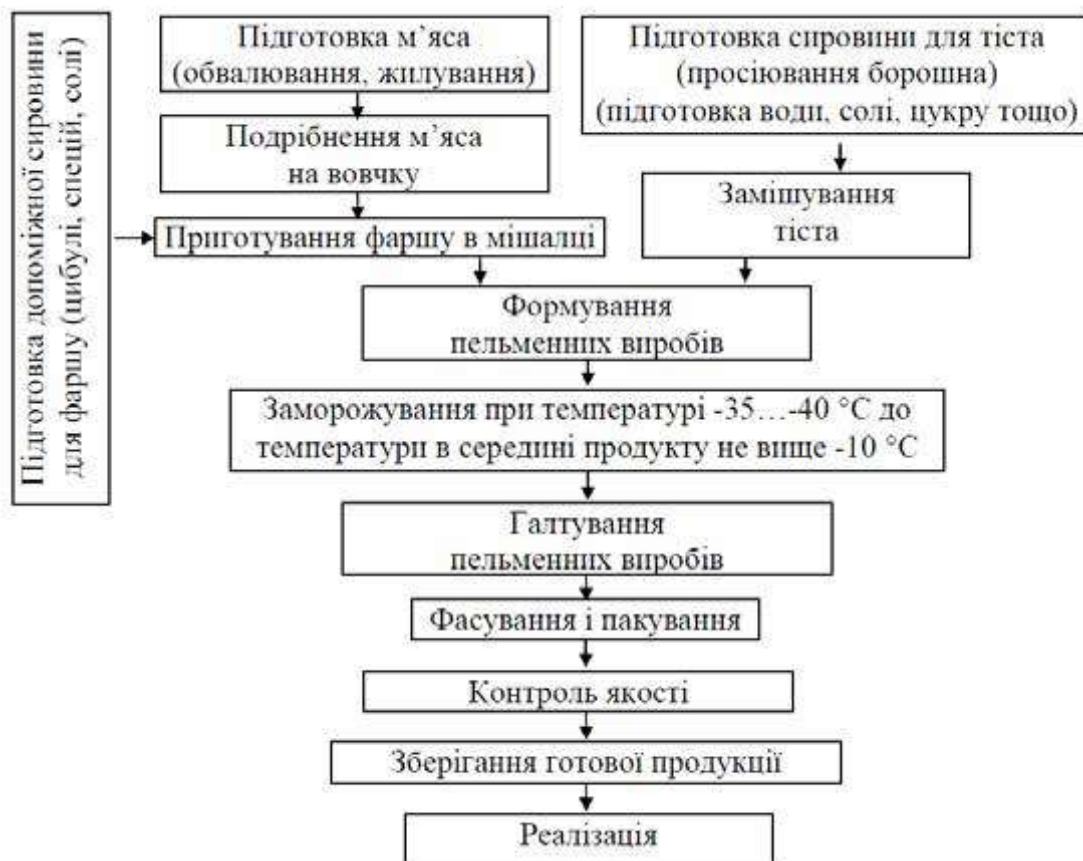 Підготовка допоміжної сировини
для фаршу (цибулі, спецій, солі)
Підготовка м’яса
(обвалювання, жилування)
Подрібнення м’яса
на вовчку
Приготування фаршу в мішалці
Підготовка сировини для тіста
(просіювання борошна)
(підготовка води, солі, цукру тощо)
Замішування
тіста
Формування
пельменних виробів
Заморожування при температурі -35…-40 °С до
температури в середині продукту не вище -10 °С
Галтування
пельменних виробів
Фасування і пакування
Контроль якості
Зберігання готової продукції
Реалізація